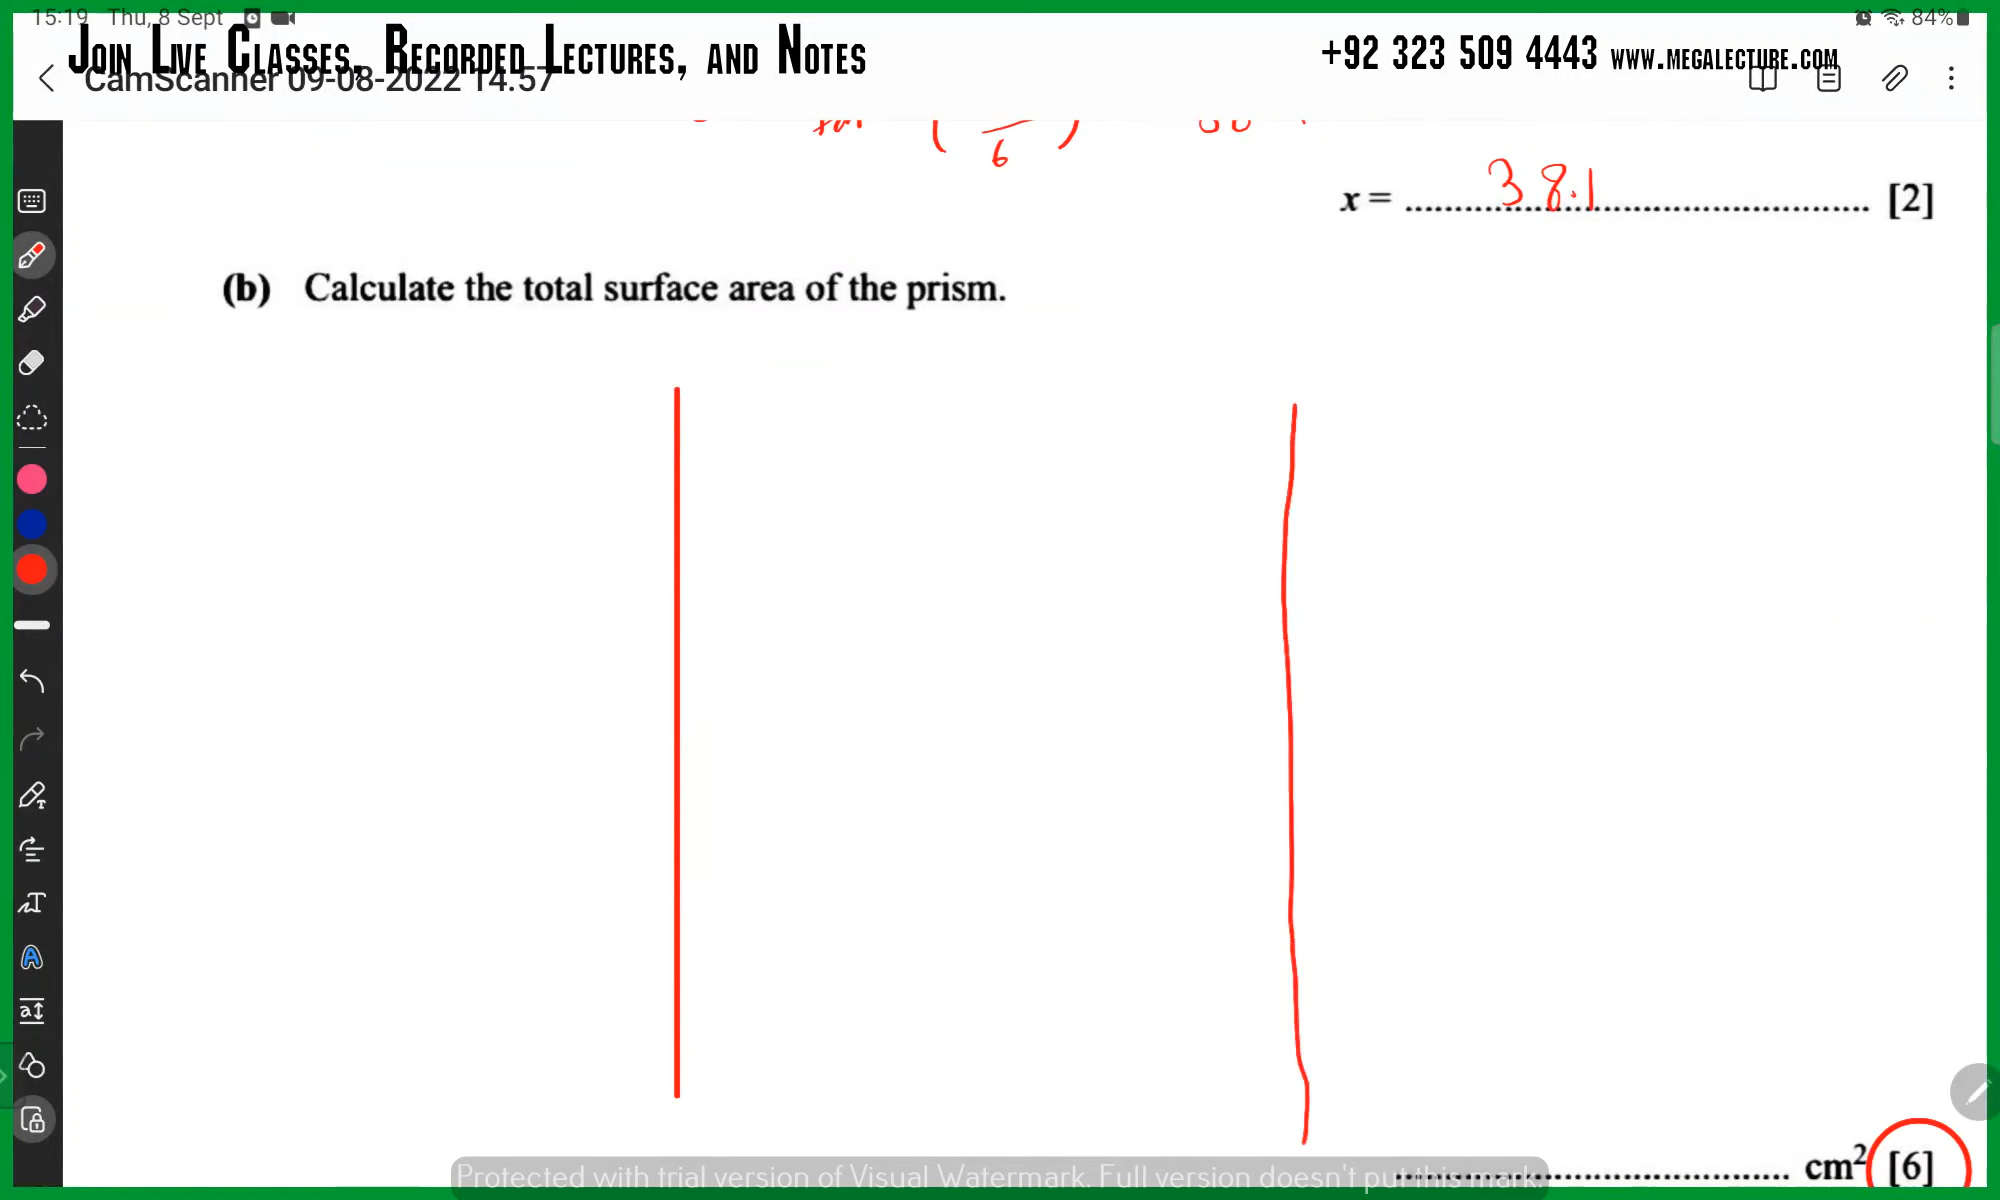 15:19 Thu, 8 Sept 84%
Join Live Classes, Recorded Lectures, and Notes
+92 323 509 4443 www.megalecture.com
CamScanner 09-08-2022 14.57
( 6 )
x = 38.1 [2]
(b) Calculate the total surface area of the prism.
cm² [6]
Protected with trial version of Visual Watermark. Full version doesn't put this mark.